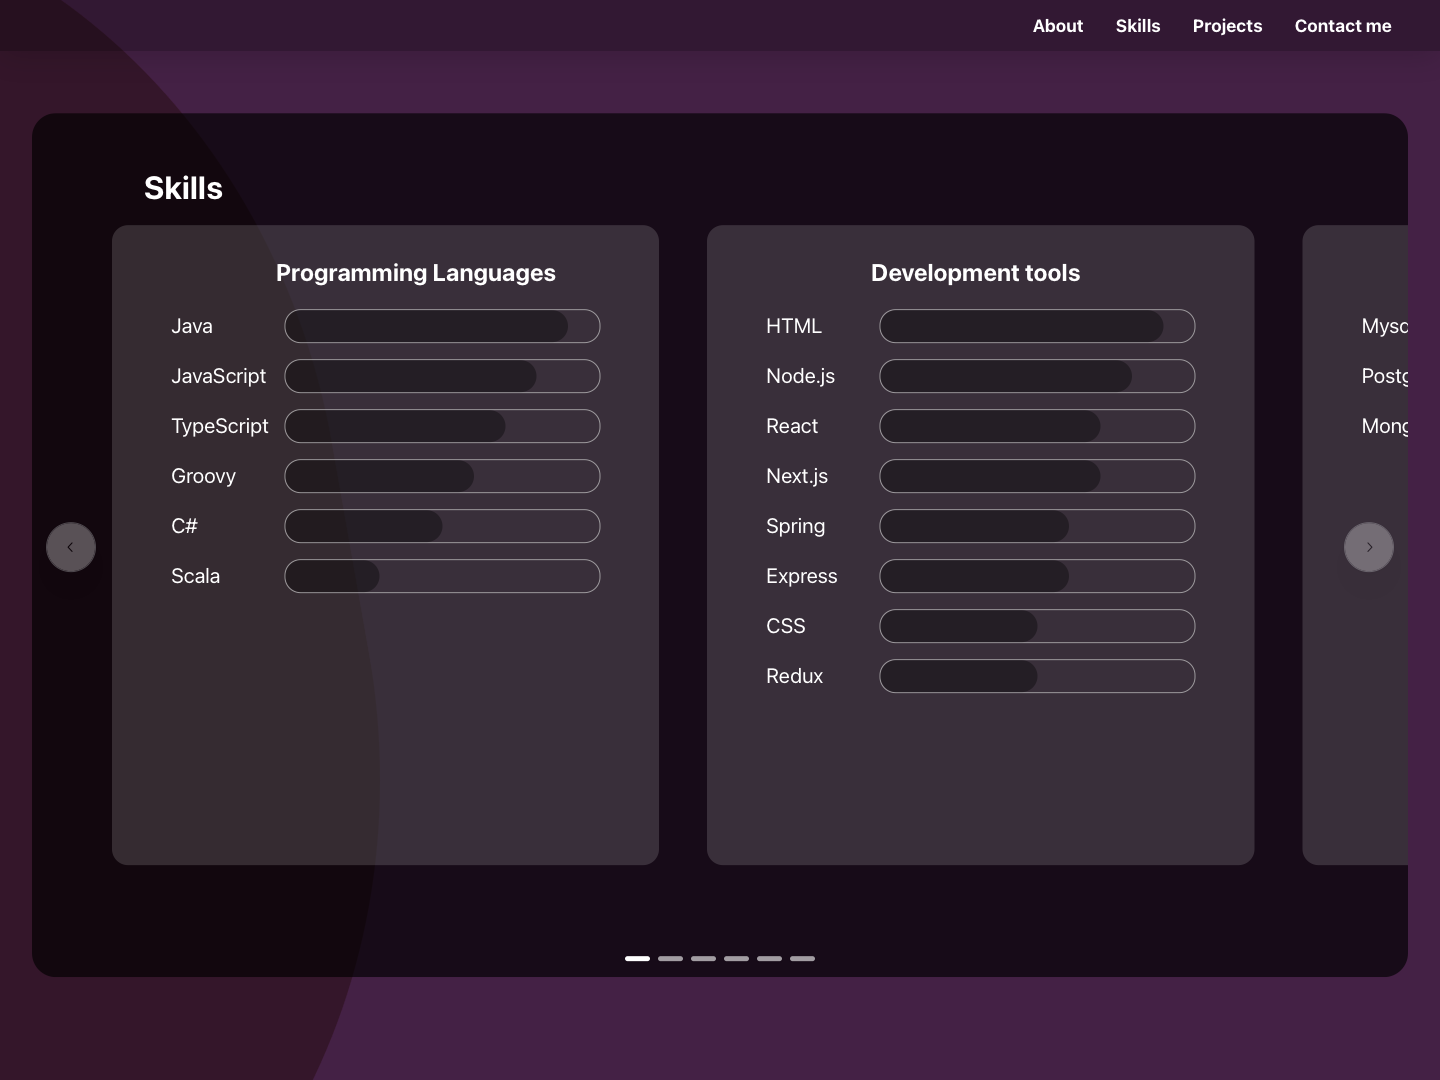 About Skills Projects Contact me
Skills
Programming Languages
Java
JavaScript
TypeScript
Groovy
C#
Scala
Development tools
HTML
Node.js
React
Next.js
Spring
Express
CSS
Redux
Postg
Mong